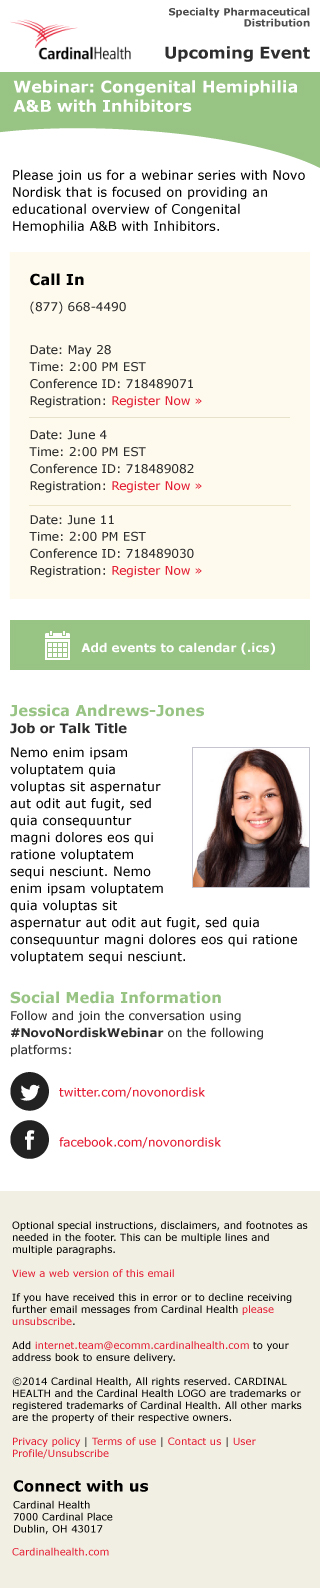 Specialty Pharmaceutical
Distribution
CardinalHealth
Upcoming Event
Webinar: Congenital Hemiphilia
A&B with Inhibitors
Please join us for a webinar series with Novo
Nordisk that is focused on providing an
educational overview of Congenital
Hemophilia A&B with Inhibitors.
Call In
(877) 668-4490
Date: May 28
Time: 2:00 PM EST
Conference ID: 718489071
Registration: Register Now »
Date: June 4
Time: 2:00 PM EST
Conference ID: 718489082
Registration: Register Now »
Date: June 11
Time: 2:00 PM EST
Conference ID: 718489030
Registration: Register Now »
Add events to calendar (.ics)
Jessica Andrews-Jones
Job or Talk Title
Nemo enim ipsam
voluptatem quia
voluptas sit aspernatur
aut odit aut fugit, sed
quia consequuntur
magni dolores eos qui
ratione voluptatem
sequi nesciunt. Nemo
enim ipsam voluptatem
quia voluptas sit
aspernatur aut odit aut fugit, sed quia
consequuntur magni dolores eos qui ratione
voluptatem sequi nesciunt.
Social Media Information
Follow and join the conversation using
#NovoNordiskWebinar on the following
platforms:
twitter.com/novonordisk
facebook.com/novonordisk
Optional special instructions, disclaimers, and footnotes as
needed in the footer. This can be multiple lines and
multiple paragraphs.
View a web version of this email
If you have received this in error or to decline receiving
further email messages from Cardinal Health please
unsubscribe.
Add internet.team@ecomm.cardinalhealth.com to your
address book to ensure delivery.
©2014 Cardinal Health, All rights reserved. CARDINAL
HEALTH and the Cardinal Health LOGO are trademarks or
registered trademarks of Cardinal Health. All other marks
are the property of their respective owners.
Privacy policy | Terms of use | Contact us | User
Profile/Unsubscribe
Connect with us
Cardinal Health
7000 Cardinal Place
Dublin, OH 43017
Cardinalhealth.com